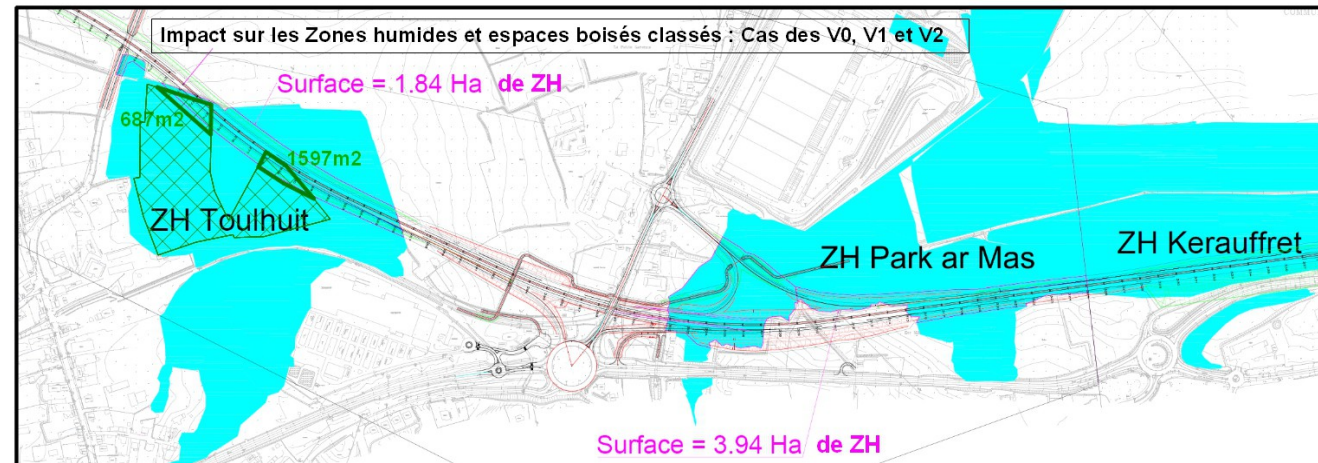 Impact sur les Zones humides et espaces boisés classés : Cas des V0, V1 et V2
Surface = 1.84 Ha de ZH
687m2
1597m2
ZH Toulhuit
ZH Park ar Mas
ZH Kerauffret
Surface = 3.94 Ha de ZH